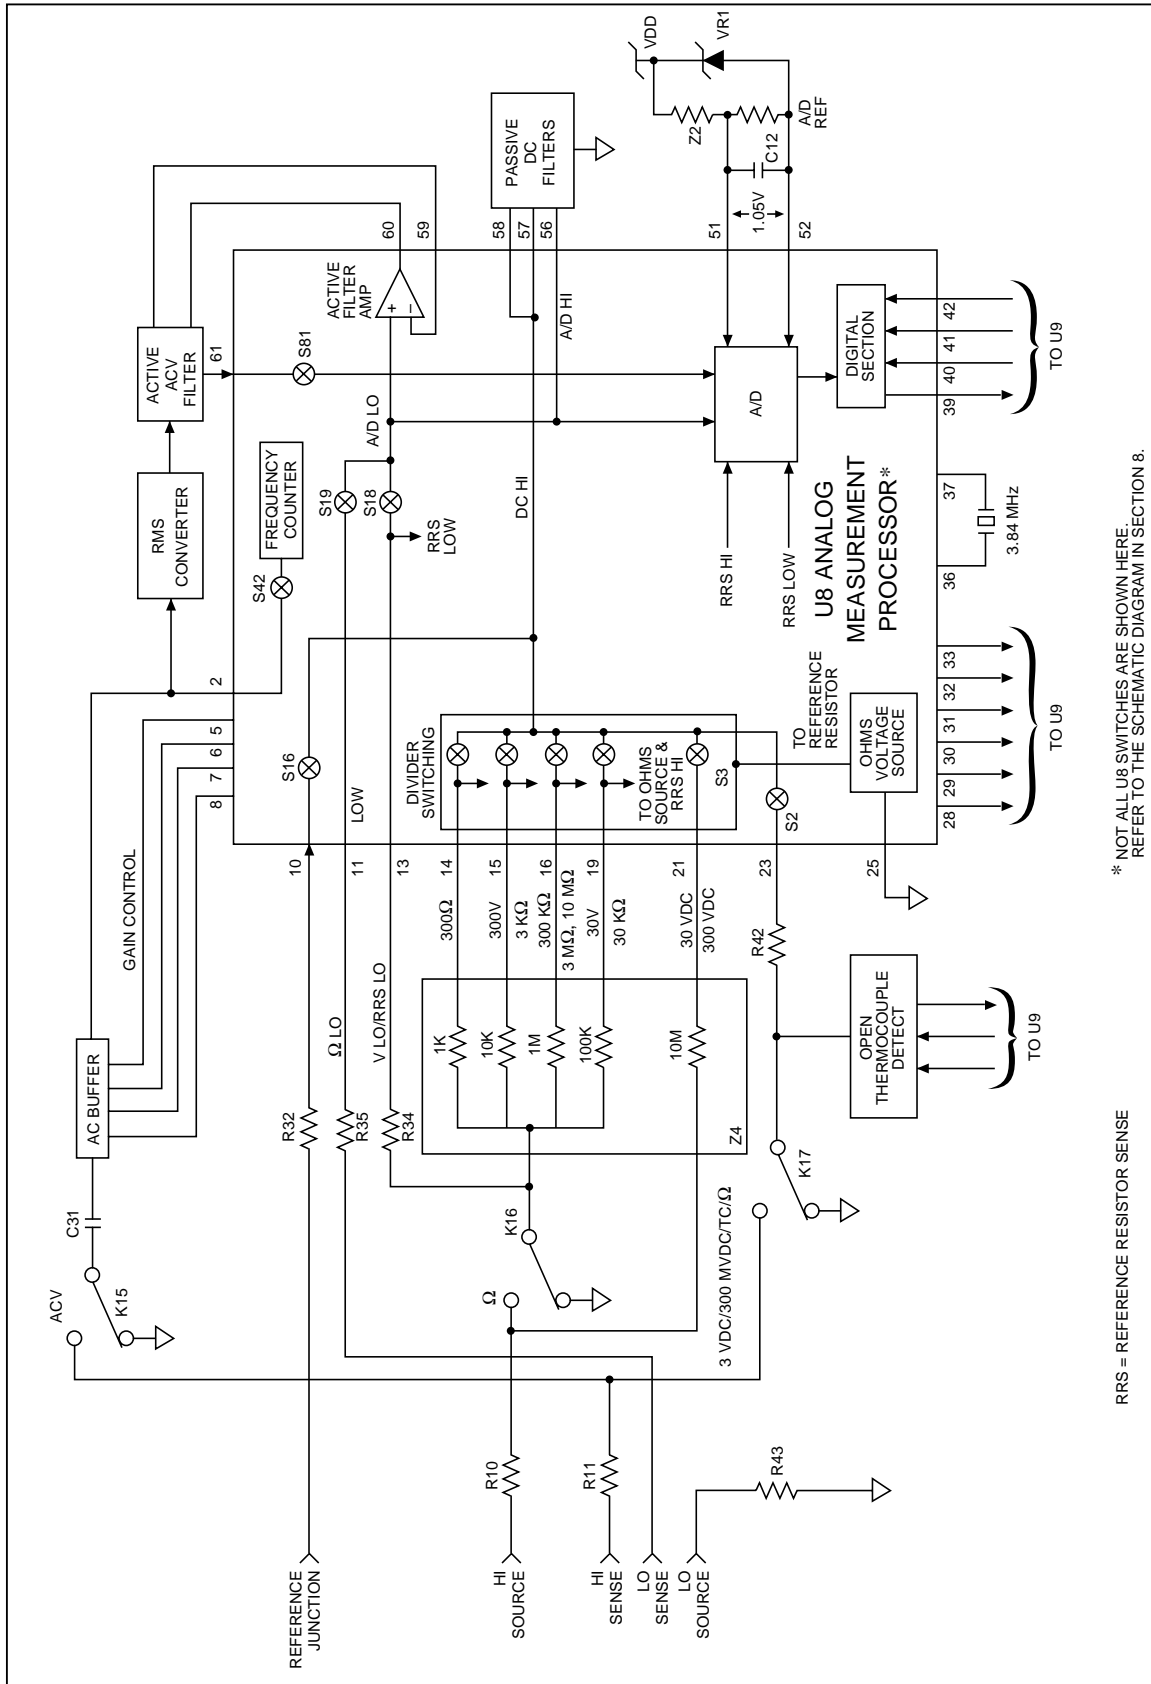 ACV
K15
C31
AC BUFFER
GAIN CONTROL
8
7
6
5
2
RMS
CONVERTER
ACTIVE
ACV
FILTER
61
S81
S42
FREQUENCY
COUNTER
ACTIVE
FILTER
AMP
+
–
60
59
REFERENCE
JUNCTION
R32
10
S16
Ω LO
R35
11
LOW
S19
V LO/RRS LO
R34
13
S18
A/D LO
RRS
LOW
DC HI
A/D HI
58
57
56
PASSIVE
DC
FILTERS
HI
SOURCE
R10
Ω
K16
1K
10K
1M
100K
10M
Z4
300Ω
14
300V
15
3 KΩ
300 KΩ
16
3 MΩ, 10 MΩ
30V
19
30 KΩ
30 VDC
21
300 VDC
DIVIDER
SWITCHING
TO OHMS
SOURCE &
RRS HI
S3
HI
SENSE
R11
LO
SENSE
LO
SOURCE
R43
3 VDC/300 MVDC/TC/Ω
K17
R42
23
S2
OPEN
THERMOCOUPLE
DETECT
TO U9
25
TO
REFERENCE
RESISTOR
OHMS
VOLTAGE
SOURCE
28
29
30
31
32
33
TO U9
U8 ANALOG
MEASUREMENT
PROCESSOR*
36
37
3.84 MHz
RRS HI
RRS LOW
A/D
DIGITAL
SECTION
39
40
41
42
TO U9
51
52
1.05V
C12
Z2
A/D
REF
VDD
VR1
RRS = REFERENCE RESISTOR SENSE
* NOT ALL U8 SWITCHES ARE SHOWN HERE.
REFER TO THE SCHEMATIC DIAGRAM IN SECTION 8.